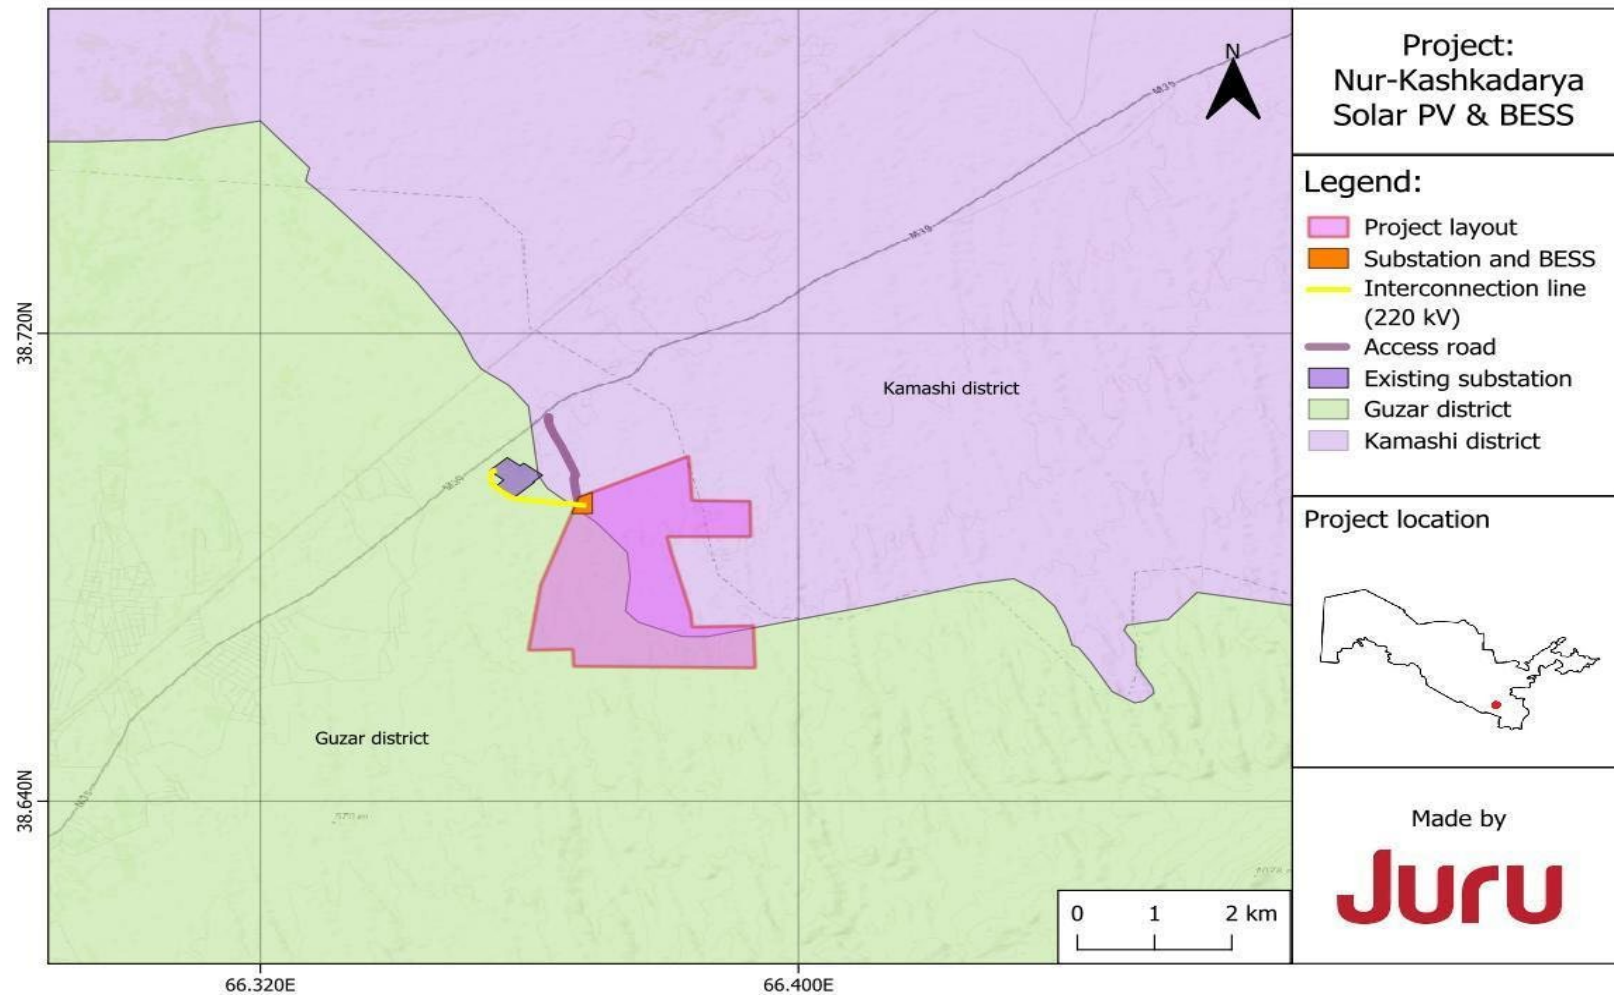 Project:
Nur-Kashkadarya
Solar PV & BESS
N
Legend:
Project layout
Substation and BESS
Interconnection line
(220 kV)
Access road
Existing substation
Guzar district
Kamashi district
Project location
Made by
Juru
M39
M39
Kamashi district
M39
Guzar district
38.720N
38.640N
66.320E
66.400E
0 1 2 km